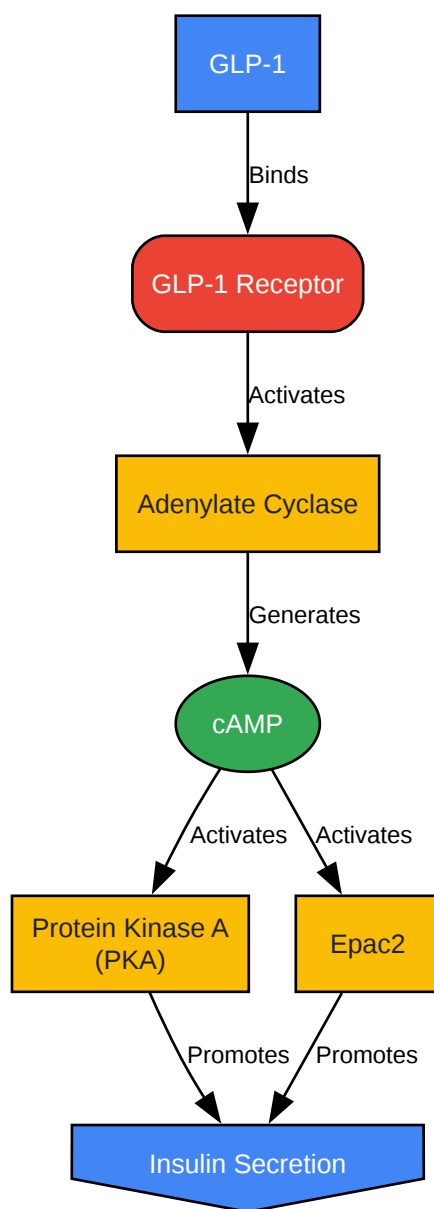 GLP-1
Binds
GLP-1 Receptor
Activates
Adenylate Cyclase
Generates
cAMP
Activates
Activates
Protein Kinase A
(PKA)
Epac2
Promotes
Promotes
Insulin Secretion